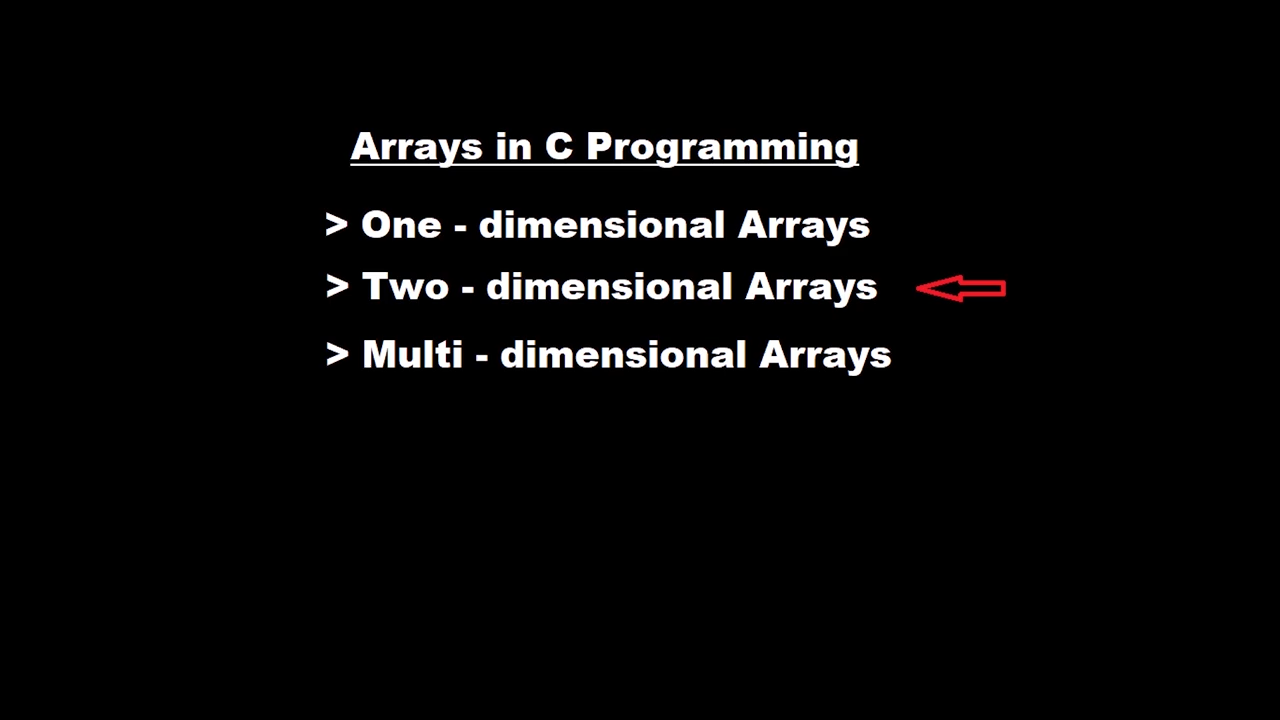 Arrays in C Programming
> One - dimensional Arrays
> Two - dimensional Arrays
> Multi - dimensional Arrays